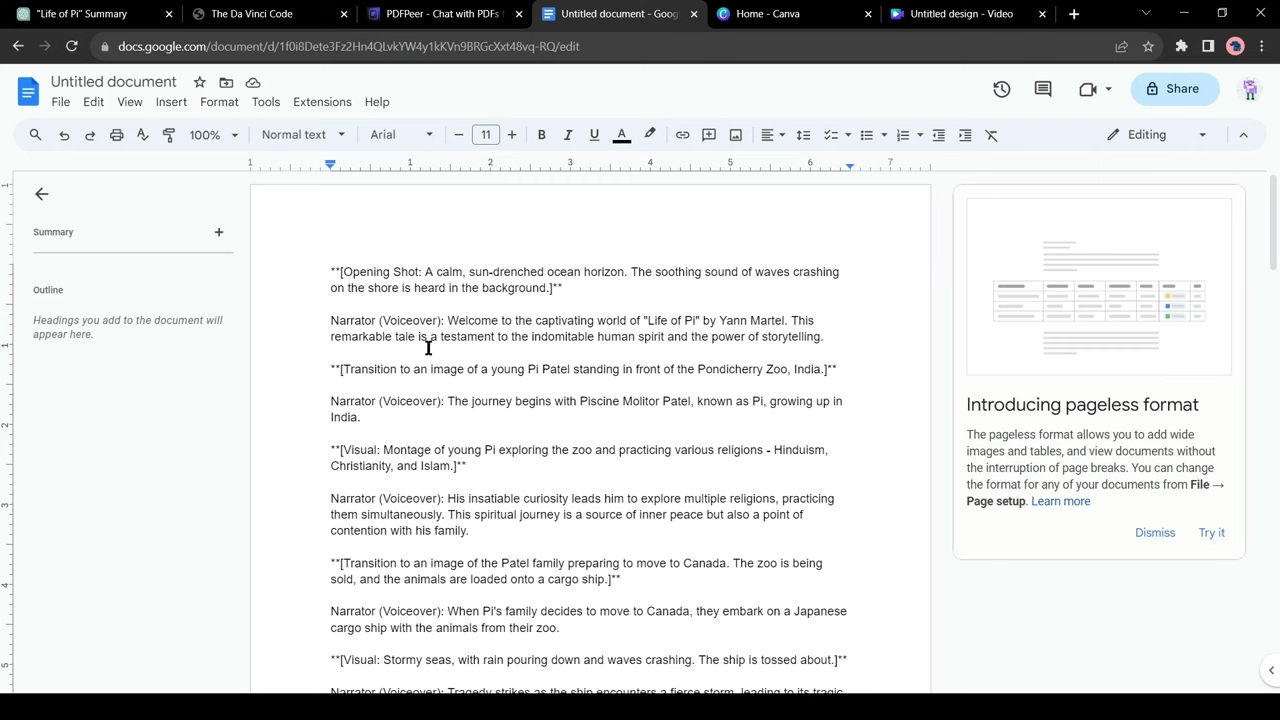 "Life of Pi" Summary
The Da Vinci Code
PDFPeer - Chat with PDFs
Untitled document - Goog
Home - Canva
Untitled design - Video
docs.google.com/document/d/1f0i8Dete3Fz2Hn4QLvkYW4y1kKVn9BRGcXxt48vq-RQ/edit
Untitled document
File Edit View Insert Format Tools Extensions Help
Share
100% Normal text Arial 11 B I U A Editing
1 1 2 3 4 5 6 7
Summary
Outline
Headings you add to the document will
appear here.
**[Opening Shot: A calm, sun-drenched ocean horizon. The soothing sound of waves crashing
on the shore is heard in the background.]**
Narrator (Voiceover): Welcome to the captivating world of "Life of Pi" by Yann Martel. This
remarkable tale is a testament to the indomitable human spirit and the power of storytelling.
**[Transition to an image of a young Pi Patel standing in front of the Pondicherry Zoo, India.]**
Narrator (Voiceover): The journey begins with Piscine Molitor Patel, known as Pi, growing up in
India.
**[Visual: Montage of young Pi exploring the zoo and practicing various religions - Hinduism,
Christianity, and Islam.]**
Narrator (Voiceover): His insatiable curiosity leads him to explore multiple religions, practicing
them simultaneously. This spiritual journey is a source of inner peace but also a point of
contention with his family.
**[Transition to an image of the Patel family preparing to move to Canada. The zoo is being
sold, and the animals are loaded onto a cargo ship.]**
Narrator (Voiceover): When Pi's family decides to move to Canada, they embark on a Japanese
cargo ship with the animals from their zoo.
**[Visual: Stormy seas, with rain pouring down and waves crashing. The ship is tossed about.]**
Narrator (Voiceover): Tragedy strikes as the ship encounters a fierce storm, leading to its tragic
Introducing pageless format
The pageless format allows you to add wide
images and tables, and view documents without
the interruption of page breaks. You can change
the format for any of your documents from File →
Page setup. Learn more
Dismiss Try it
1
1
2
3
4
5